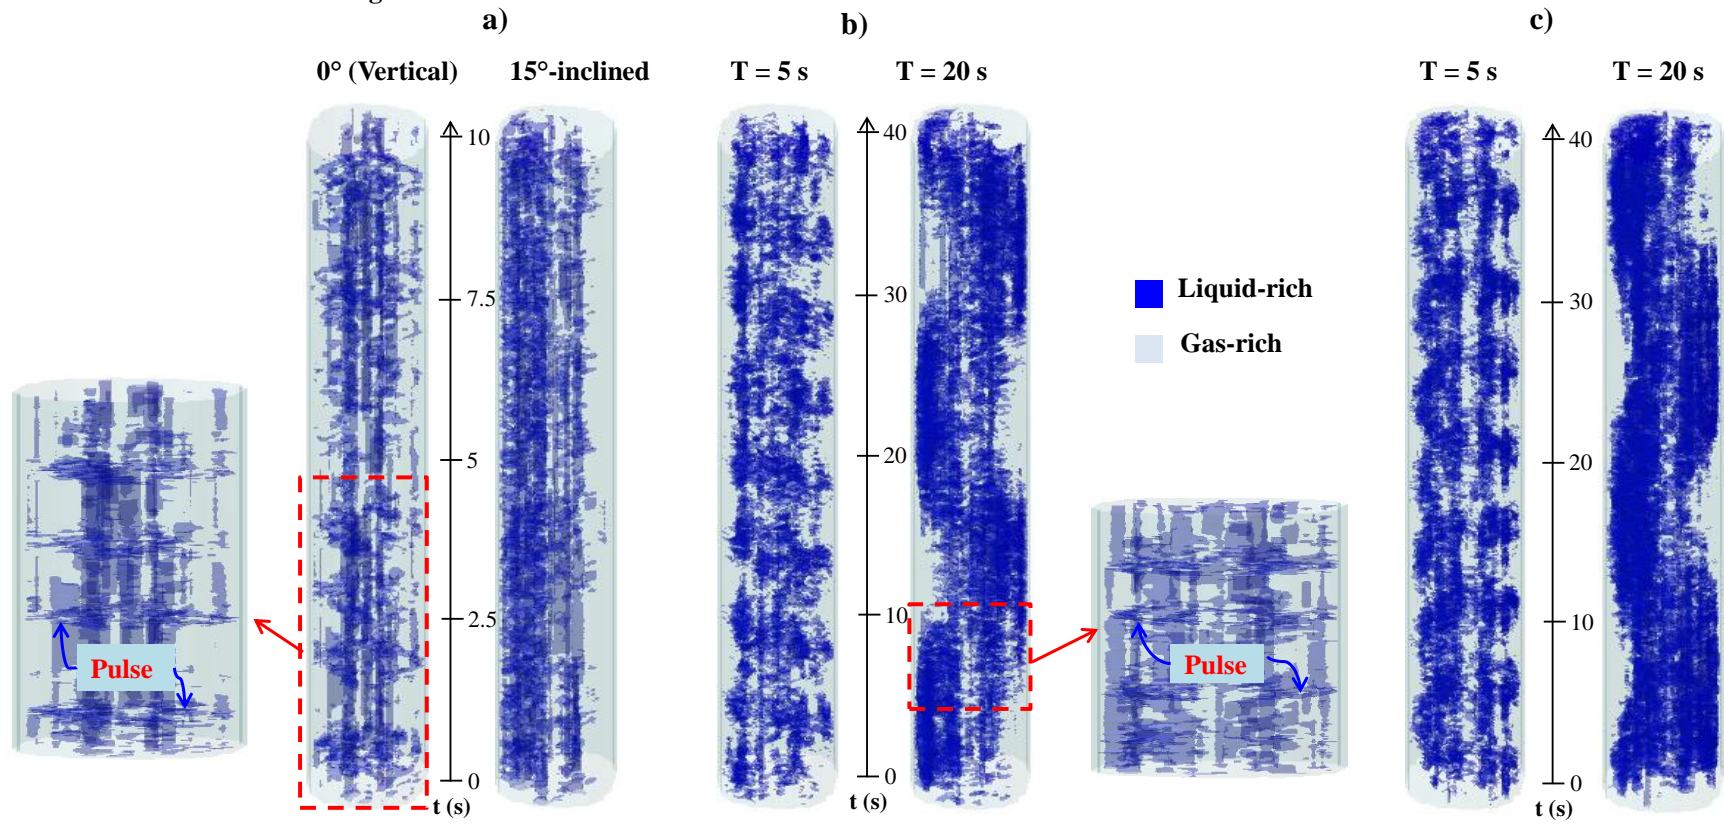 g
a)
b)
c)
0° (Vertical)
15°-inclined
T = 5 s
T = 20 s
T = 5 s
T = 20 s
10
7.5
5
2.5
0
t (s)
40
30
20
10
0
t (s)
Liquid-rich
Gas-rich
40
30
20
10
0
t (s)
Pulse
Pulse